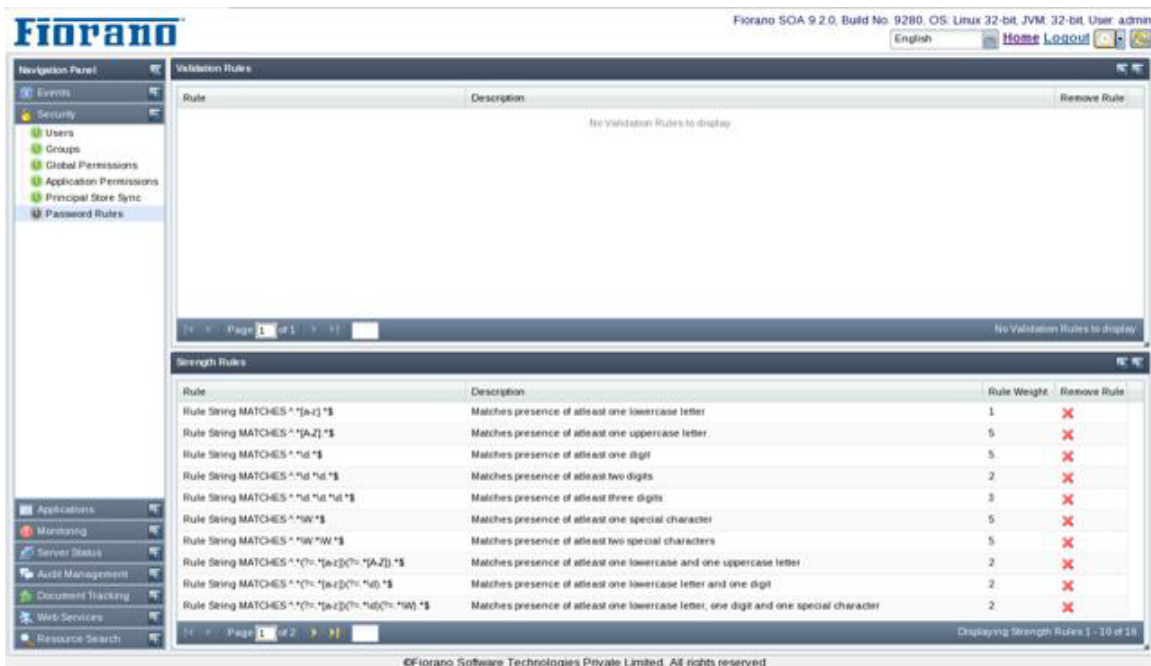 Fiorano
Fiorano SOA 9.2.0, Build No. 9280, OS: Linux 32-bit, JVM: 32-bit, User: admin
English Home Logout
Navigation Panel
Events
Security
Users
Groups
Global Permissions
Application Permissions
Principal Store Sync
Password Rules
Applications
Monitoring
Server Status
Audit Management
Document Tracking
Web Services
Resource Search
Validation Rules
Rule Description Remove Rule
No Validation Rules to display
Page 1 of 1 No Validation Rules to display
Strength Rules
Rule Description Rule Weight Remove Rule
Rule String MATCHES ^.*[a-z].*$ Matches presence of atleast one lowercase letter 1
Rule String MATCHES ^.*[A-Z].*$ Matches presence of atleast one uppercase letter 5
Rule String MATCHES ^.*\d.*$ Matches presence of atleast one digit 5
Rule String MATCHES ^.*\d.*\d.*$ Matches presence of atleast two digits 2
Rule String MATCHES ^.*\d.*\d.*\d.*$ Matches presence of atleast three digits 3
Rule String MATCHES ^.*\W.*$ Matches presence of atleast one special character 5
Rule String MATCHES ^.*\W.*\W.*$ Matches presence of atleast two special characters 5
Rule String MATCHES ^.*(?=.*[a-z])(?=.*[A-Z]).*$ Matches presence of atleast one lowercase and one uppercase letter 2
Rule String MATCHES ^.*(?=.*[a-z])(?=.*\d).*$ Matches presence of atleast one lowercase letter and one digit 2
Rule String MATCHES ^.*(?=.*[a-z])(?=.*\d)(?=.*\W).*$ Matches presence of atleast one lowercase letter, one digit and one special character 2
Page 1 of 2 Displaying Strength Rules 1 - 10 of 16
©Fiorano Software Technologies Private Limited. All rights reserved